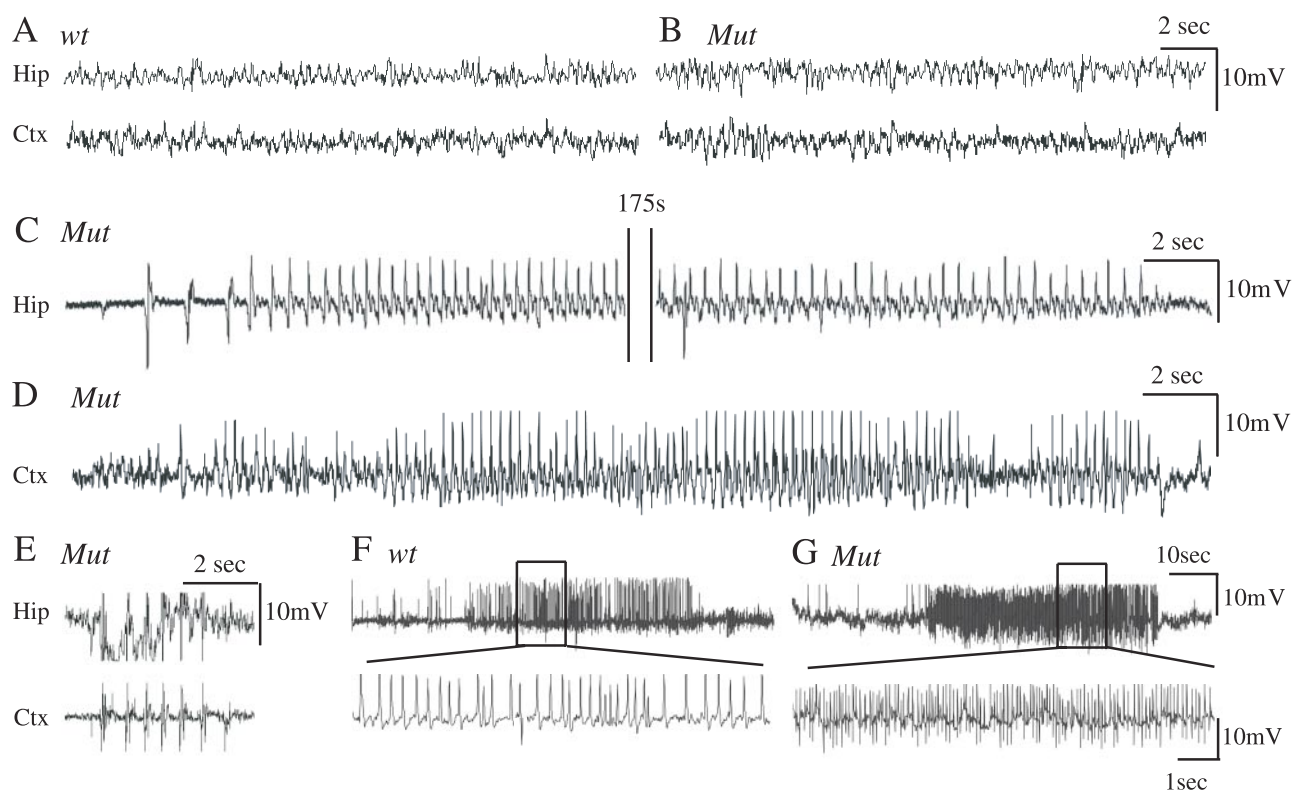 A wt B Mut 2 sec
Hip 10mV
Ctx
175s
C Mut 2 sec
Hip 10mV
D Mut 2 sec
10mV
Ctx
E Mut 2 sec F wt G Mut 10sec
Hip 10mV 10mV
Ctx 10mV
1sec